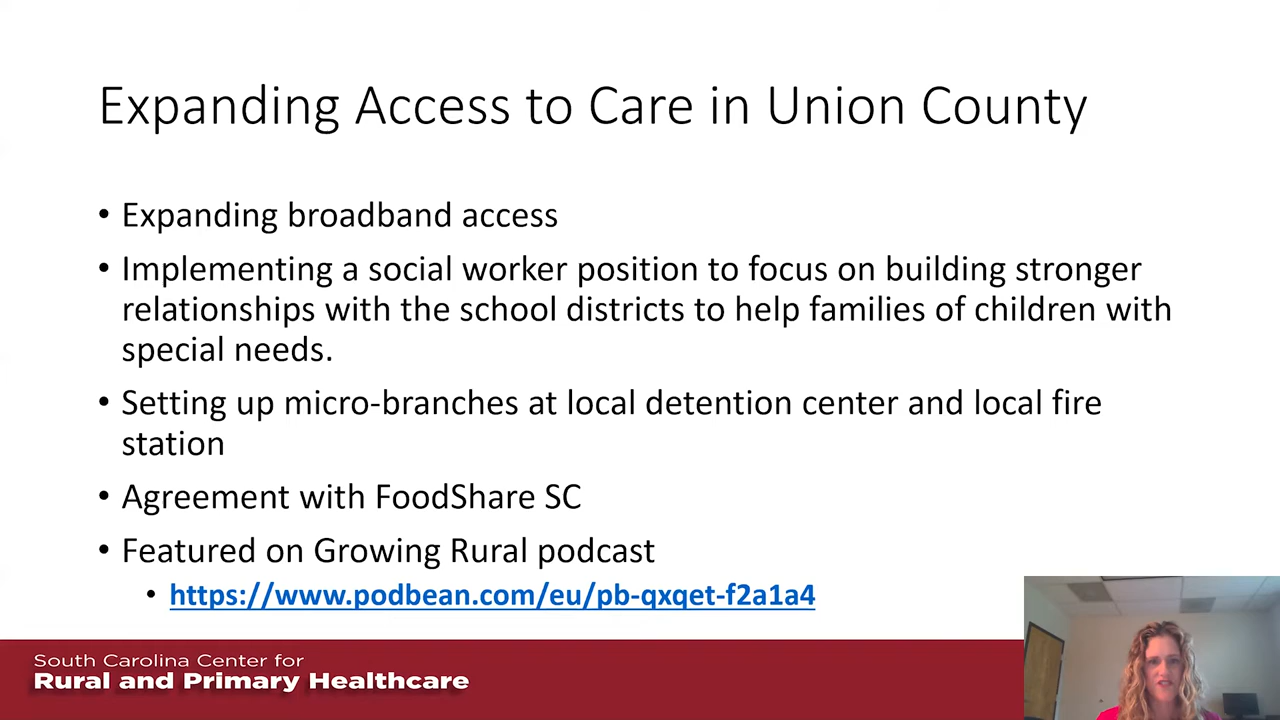 Expanding Access to Care in Union County
• Expanding broadband access
• Implementing a social worker position to focus on building stronger
relationships with the school districts to help families of children with
special needs.
• Setting up micro-branches at local detention center and local fire
station
• Agreement with FoodShare SC
• Featured on Growing Rural podcast
• https://www.podbean.com/eu/pb-qxqet-f2a1a4
South Carolina Center for
Rural and Primary Healthcare